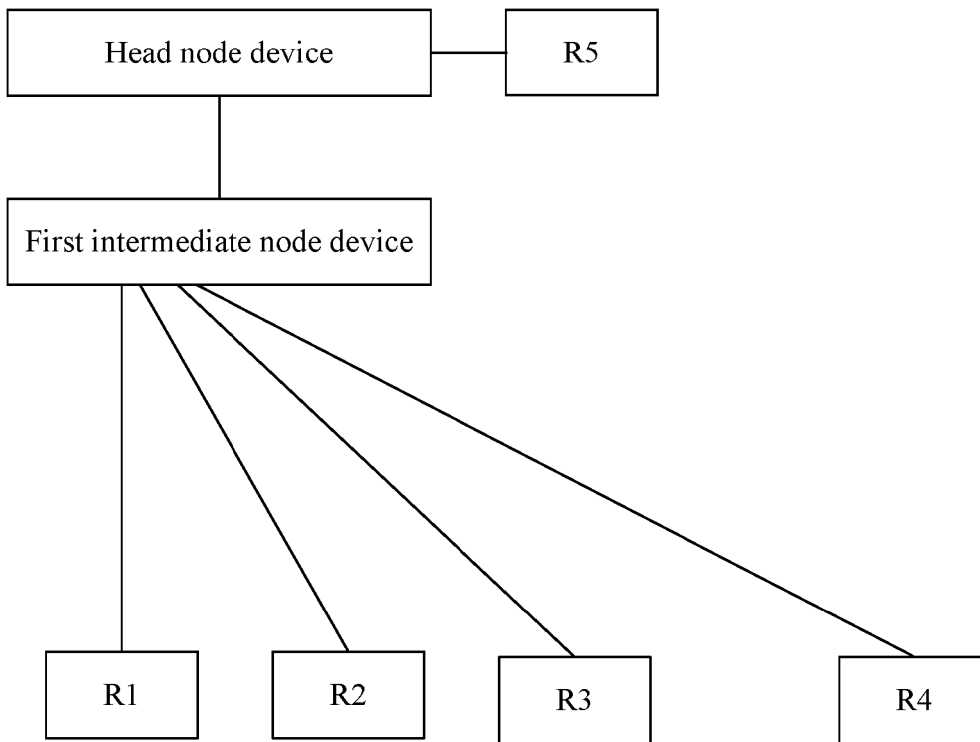 Head node device
R5
First intermediate node device
R1
R2
R3
R4